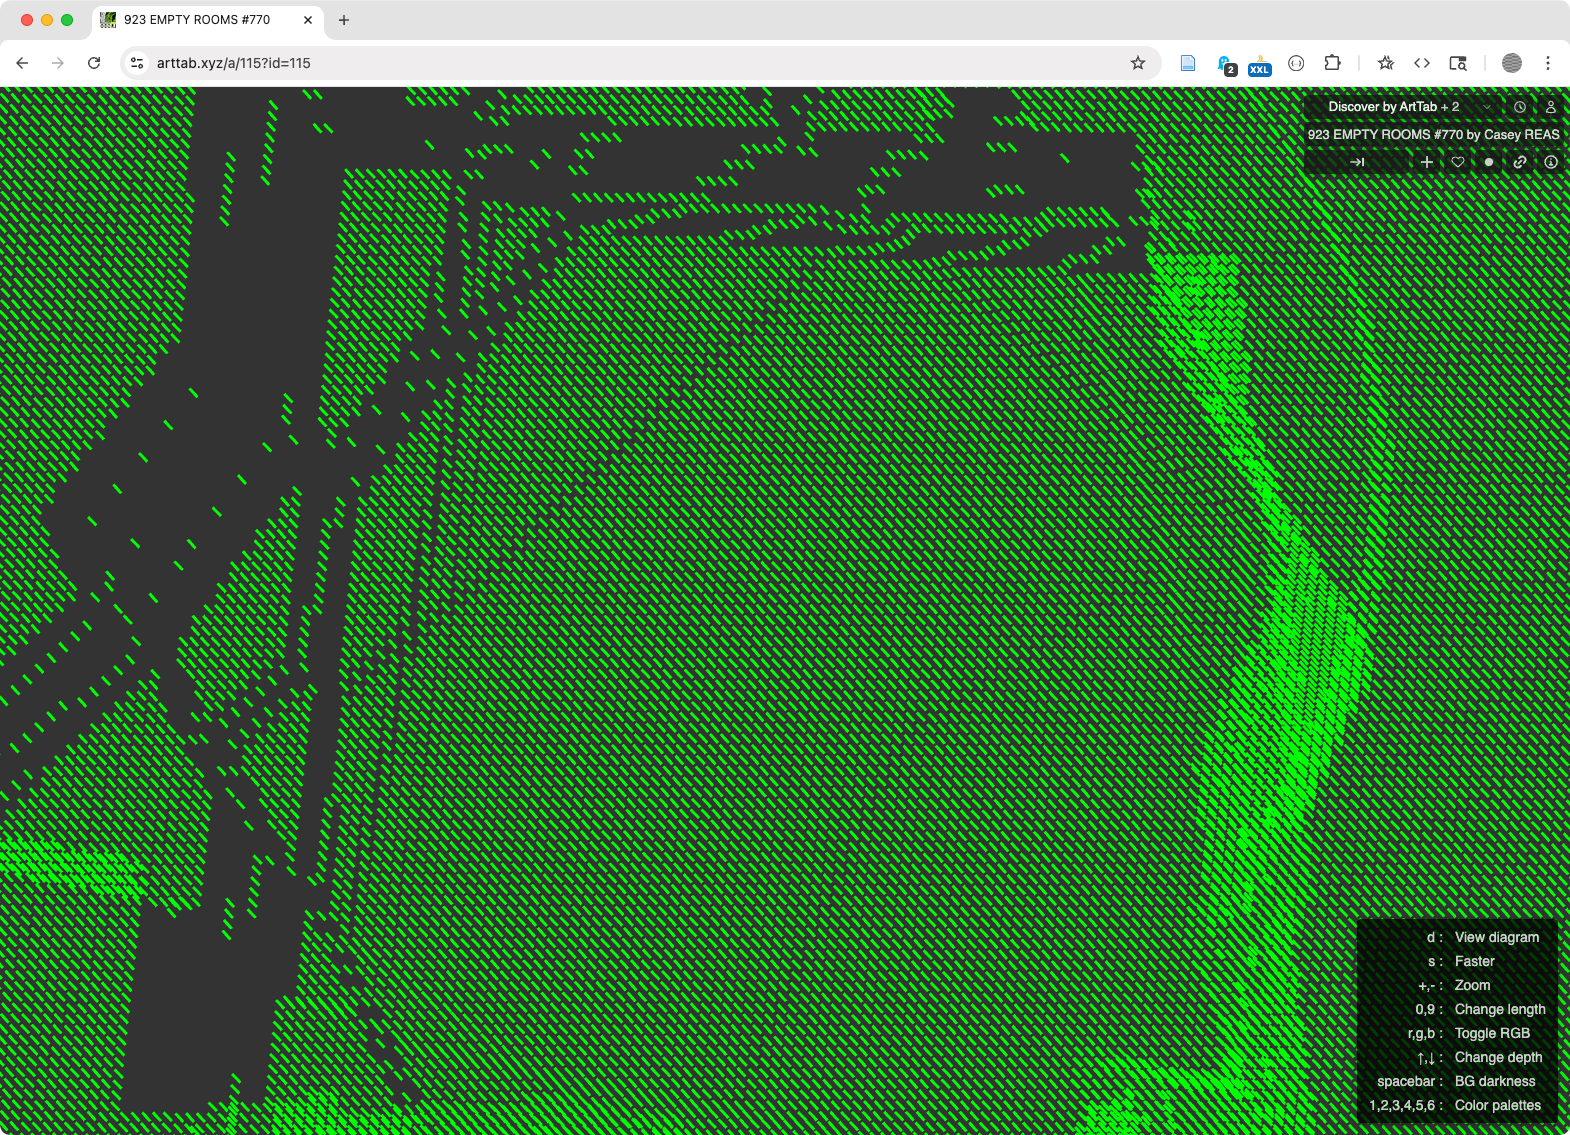 923 EMPTY ROOMS #770
arttab.xyz/a/115?id=115
2
XXL
Discover by ArtTab + 2
923 EMPTY ROOMS #770 by Casey REAS
d : View diagram
s : Faster
+,- : Zoom
0,9 : Change length
r,g,b : Toggle RGB
↑,↓ : Change depth
spacebar : BG darkness
1,2,3,4,5,6 : Color palettes